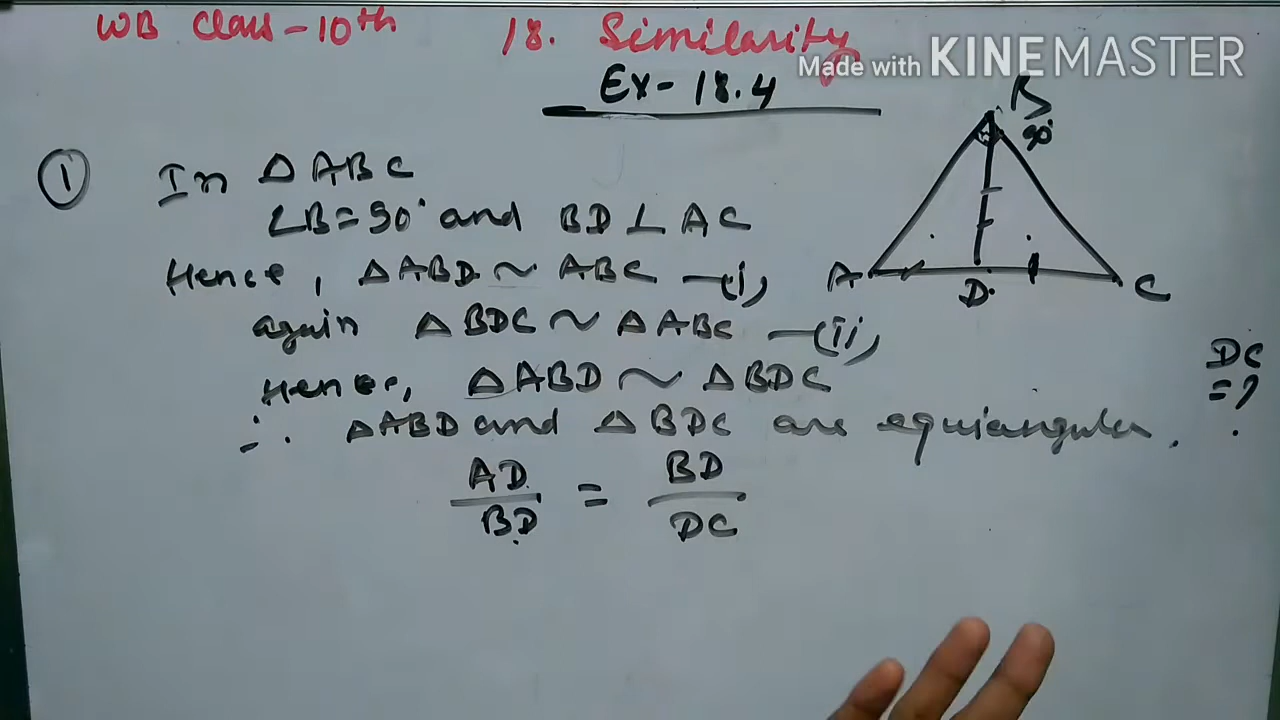 WB Class-10th 18. Similarity
Made with KINEMASTER
Ex-18.4
① In △ABC
∠B=90° and BD⊥AC
Hence, △ABD ~ ABC —(i)
again △BDC ~ △ABC —(ii)
Hence, △ABD ~ △BDC
∴ △ABD and △BDC are equiangular.
AD/BD = BD/DC
B
90°
A
D
C
DC
=?